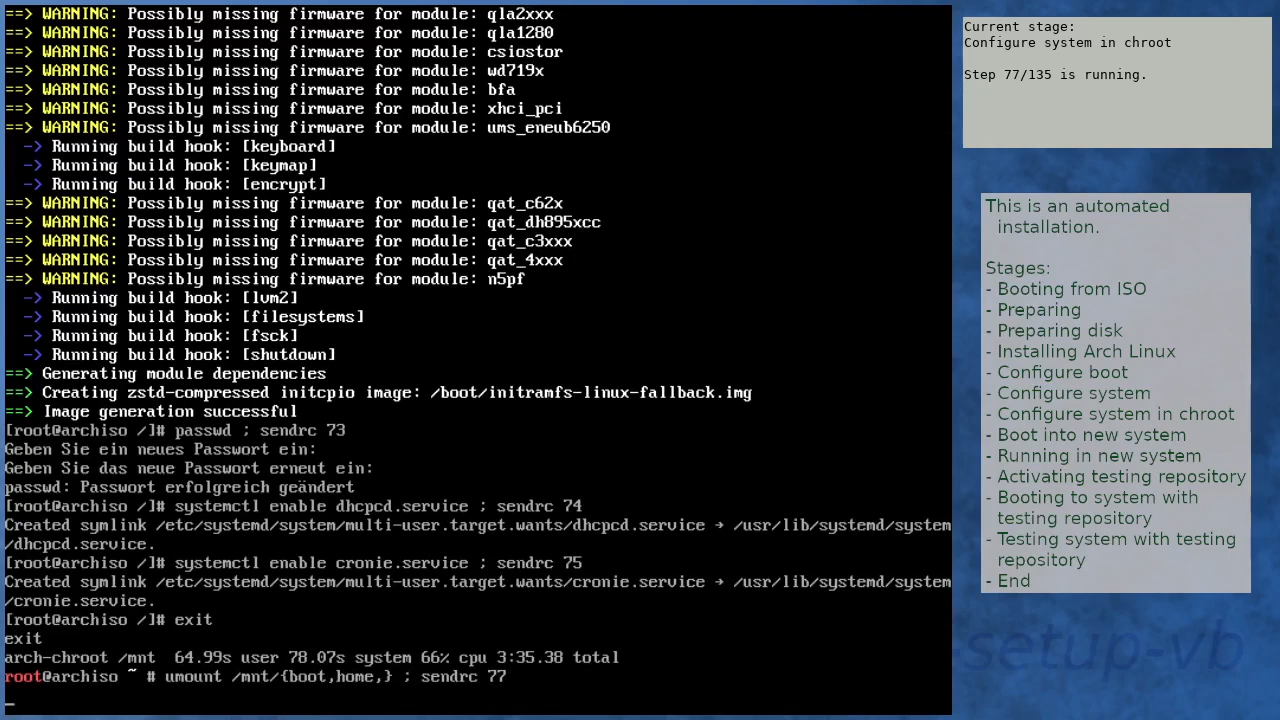 ==> WARNING: Possibly missing firmware for module: qla2xxx
==> WARNING: Possibly missing firmware for module: qla1280
==> WARNING: Possibly missing firmware for module: csiostor
==> WARNING: Possibly missing firmware for module: wd719x
==> WARNING: Possibly missing firmware for module: bfa
==> WARNING: Possibly missing firmware for module: xhci_pci
==> WARNING: Possibly missing firmware for module: ums_eneub6250
-> Running build hook: [keyboard]
-> Running build hook: [keymap]
-> Running build hook: [encrypt]
==> WARNING: Possibly missing firmware for module: qat_c62x
==> WARNING: Possibly missing firmware for module: qat_dh895xcc
==> WARNING: Possibly missing firmware for module: qat_c3xxx
==> WARNING: Possibly missing firmware for module: qat_4xxx
==> WARNING: Possibly missing firmware for module: n5pf
-> Running build hook: [lvm2]
-> Running build hook: [filesystems]
-> Running build hook: [fsck]
-> Running build hook: [shutdown]
==> Generating module dependencies
==> Creating zstd-compressed initcpio image: /boot/initramfs-linux-fallback.img
==> Image generation successful
[root@archiso /]# passwd ; sendrc 73
Geben Sie ein neues Passwort ein:
Geben Sie das neue Passwort erneut ein:
passwd: Passwort erfolgreich geändert
[root@archiso /]# systemctl enable dhcpcd.service ; sendrc 74
Created symlink /etc/systemd/system/multi-user.target.wants/dhcpcd.service → /usr/lib/systemd/system
/dhcpcd.service.
[root@archiso /]# systemctl enable cronie.service ; sendrc 75
Created symlink /etc/systemd/system/multi-user.target.wants/cronie.service → /usr/lib/systemd/system
/cronie.service.
[root@archiso /]# exit
exit
arch-chroot /mnt  64.99s user 78.07s system 66% cpu 3:35.38 total
root@archiso ~ # umount /mnt/{boot,home,} ; sendrc 77
_
Current stage:
Configure system in chroot
Step 77/135 is running.
This is an automated
installation.
Stages:
- Booting from ISO
- Preparing
- Preparing disk
- Installing Arch Linux
- Configure boot
- Configure system
- Configure system in chroot
- Boot into new system
- Running in new system
- Activating testing repository
- Booting to system with
testing repository
- Testing system with testing
repository
- End
-setup-vb